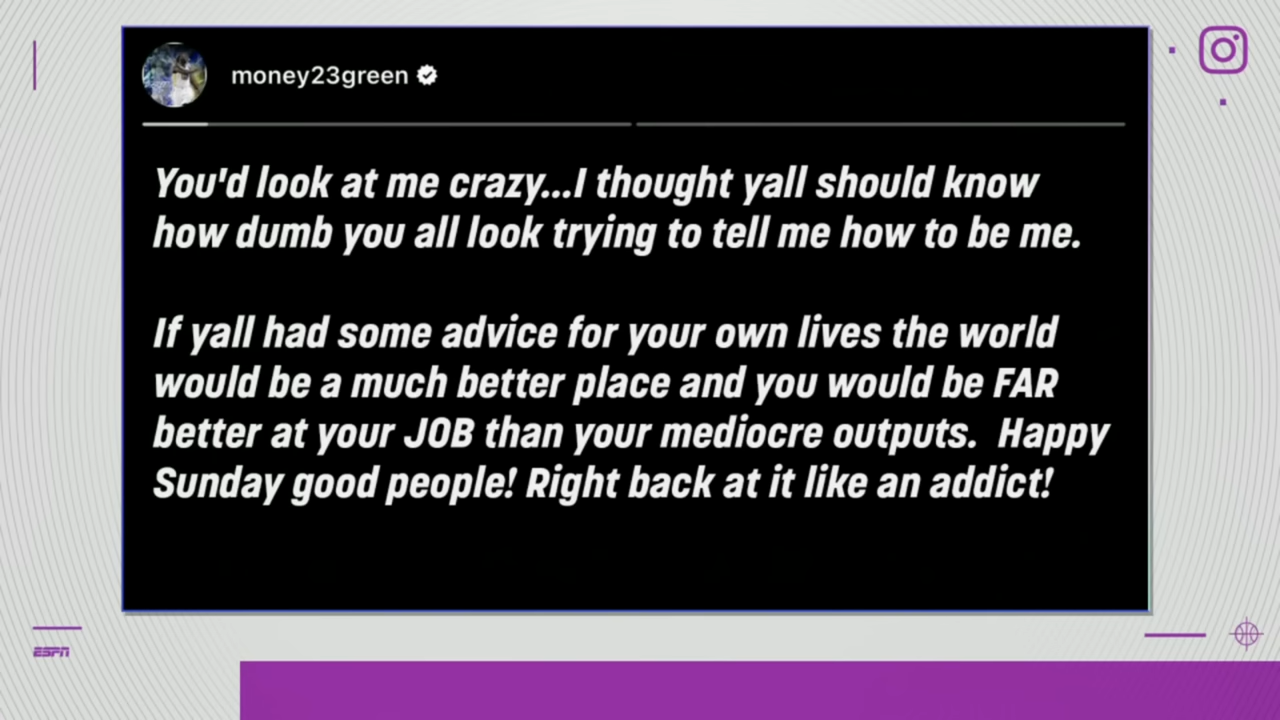 money23green
You'd look at me crazy...I thought yall should know
how dumb you all look trying to tell me how to be me.
If yall had some advice for your own lives the world
would be a much better place and you would be FAR
better at your JOB than your mediocre outputs.  Happy
Sunday good people! Right back at it like an addict!
ESPN